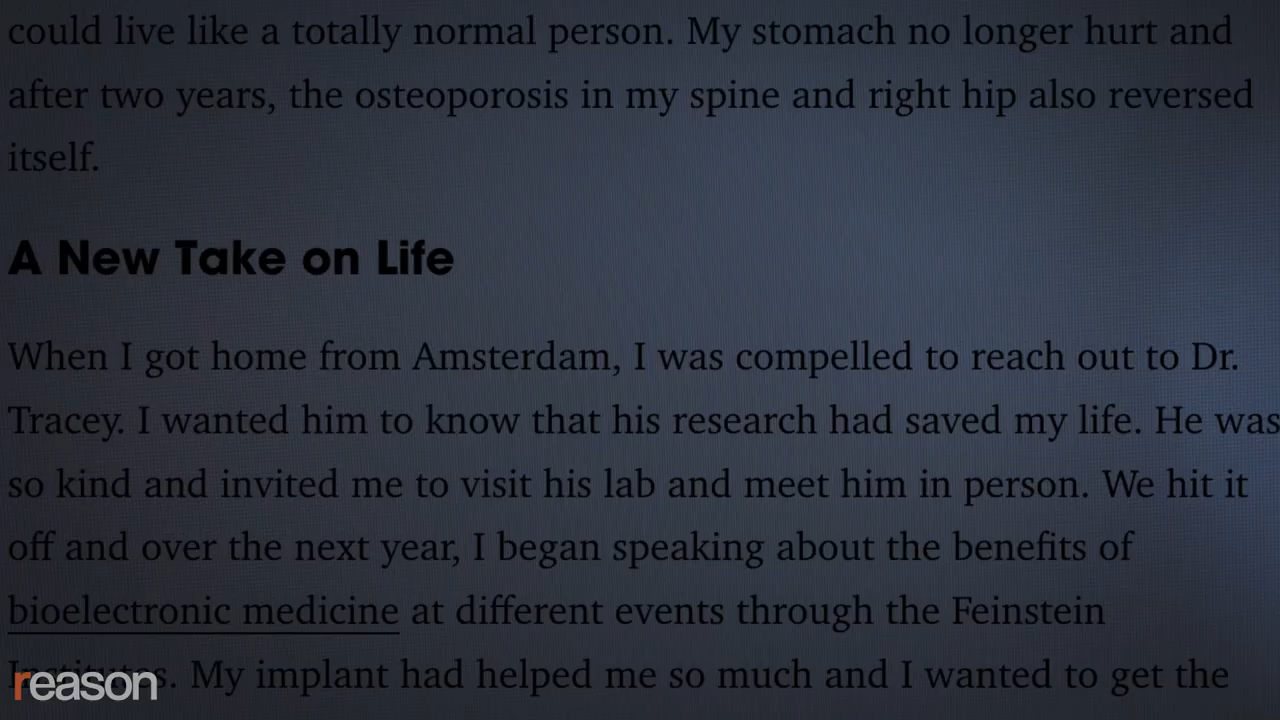 could live like a totally normal person. My stomach no longer hurt and
after two years, the osteoporosis in my spine and right hip also reversed
itself.
A New Take on Life
When I got home from Amsterdam, I was compelled to reach out to Dr.
Tracey. I wanted him to know that his research had saved my life. He was
so kind and invited me to visit his lab and meet him in person. We hit it
off and over the next year, I began speaking about the benefits of
bioelectronic medicine at different events through the Feinstein
Institutes. My implant had helped me so much and I wanted to get the
reason